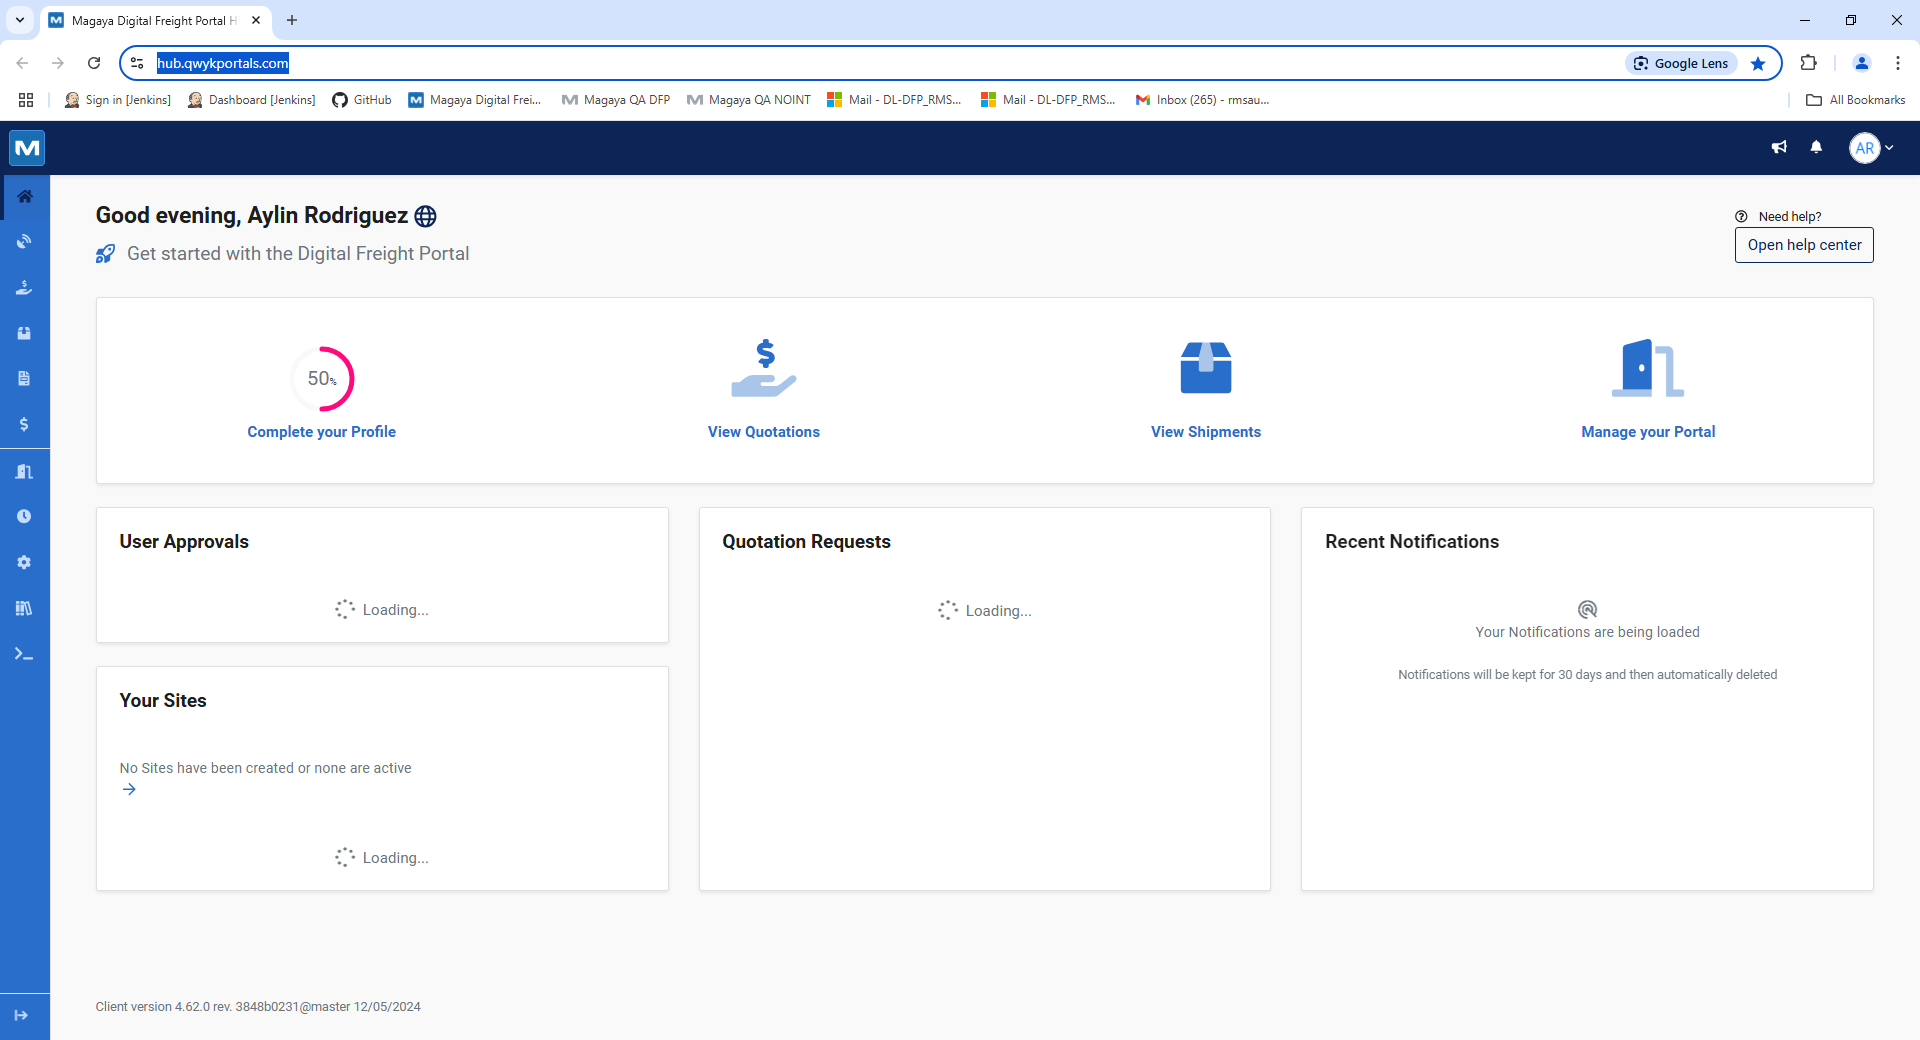 Magaya Digital Freight Portal H
hub.qwykportals.com
Google Lens
Sign in [Jenkins]
Dashboard [Jenkins]
GitHub
Magaya Digital Frei...
Magaya QA DFP
Magaya QA NOINT
Mail - DL-DFP_RMS...
Mail - DL-DFP_RMS...
Inbox (265) - rmsau...
All Bookmarks
AR
Good evening, Aylin Rodriguez
Get started with the Digital Freight Portal
Need help?
Open help center
50%
Complete your Profile
View Quotations
View Shipments
Manage your Portal
User Approvals
Loading...
Quotation Requests
Loading...
Recent Notifications
Your Notifications are being loaded
Notifications will be kept for 30 days and then automatically deleted
Your Sites
No Sites have been created or none are active
Loading...
Client version 4.62.0 rev. 3848b0231@master 12/05/2024